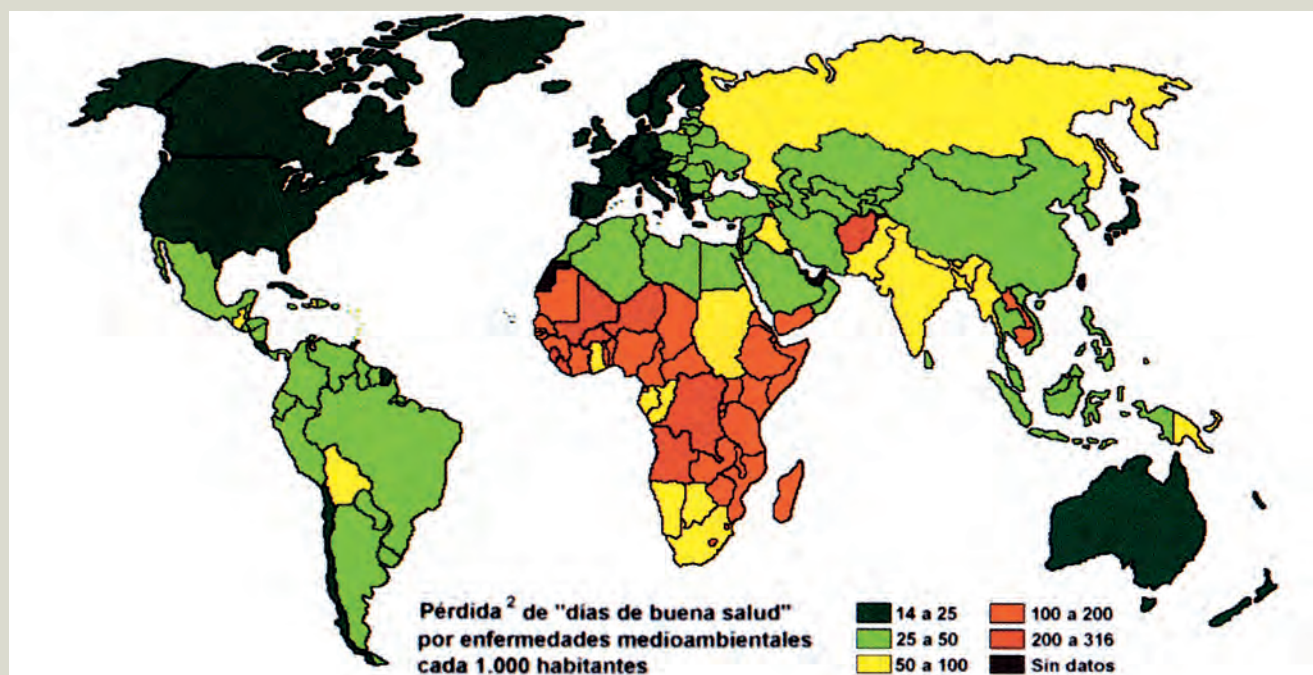 Pérdida ² de "días de buena salud"
por enfermedades medioambientales
cada 1.000 habitantes
14 a 25
25 a 50
50 a 100
100 a 200
200 a 316
Sin datos